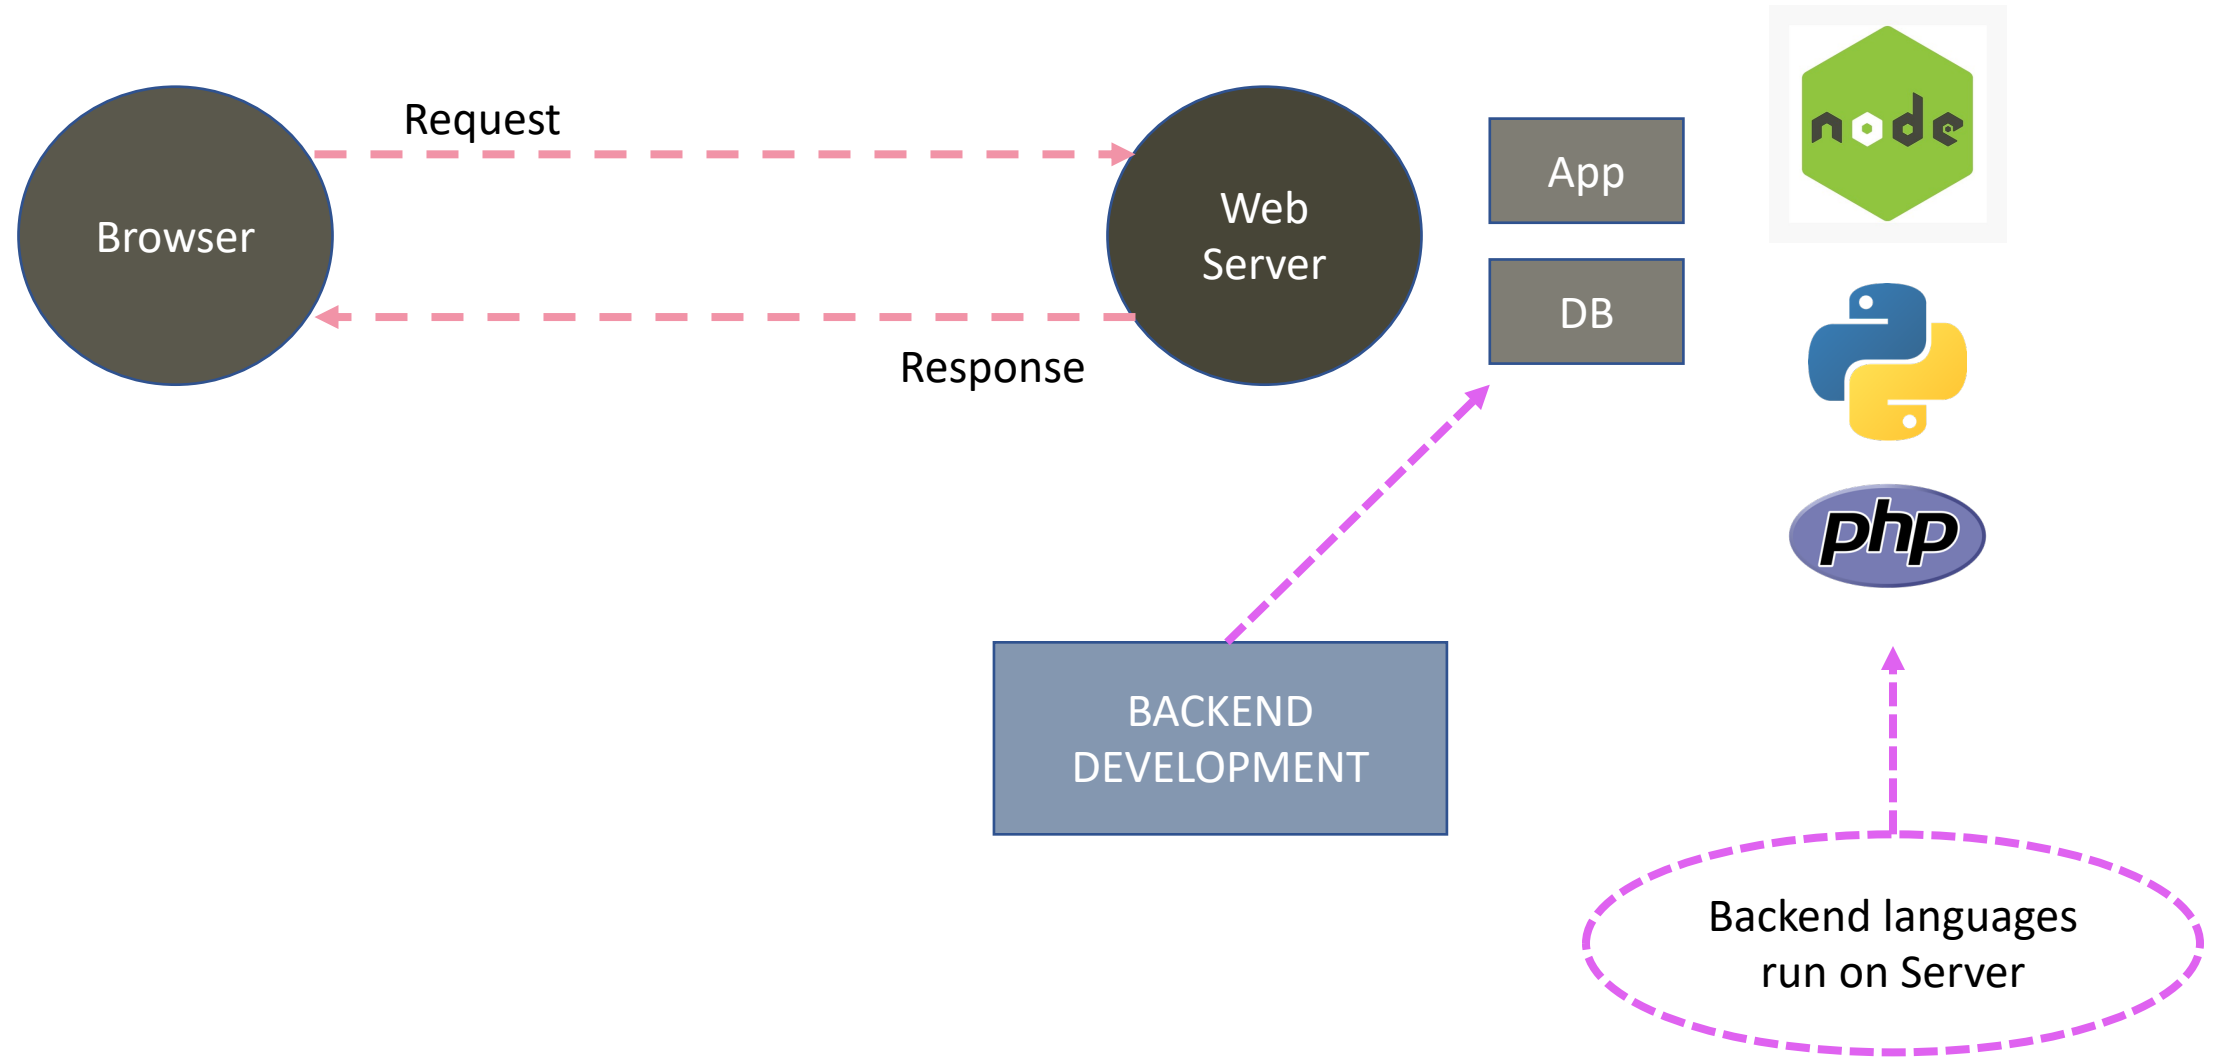 Request
Browser
Web
Server
Response
App
DB
node
php
BACKEND
DEVELOPMENT
Backend languages
run on Server